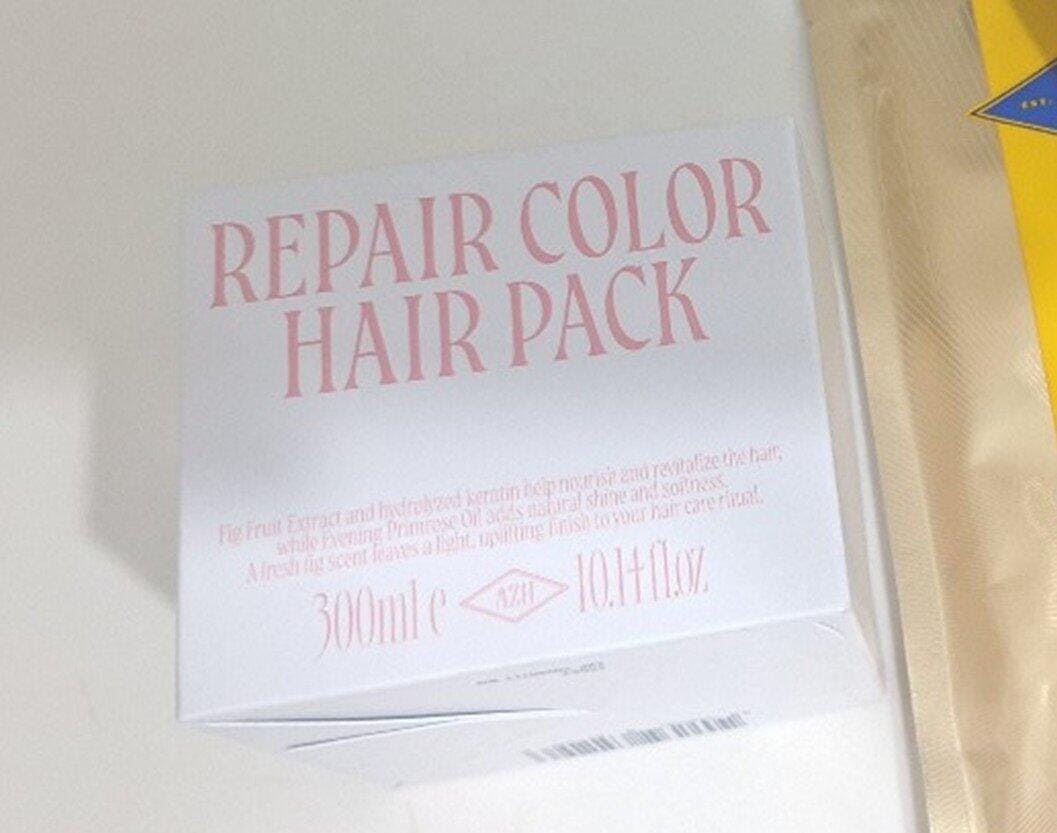 REPAIR COLOR
HAIR PACK
Fig Fruit Extract and hydrolyzed keratin help nourish and revitalize the hair,
while Evening Primrose Oil adds natural shine and softness.
A fresh fig scent leaves a light, uplifting finish to your hair care ritual.
300ml e AZH 10.14 fl.oz
EST.